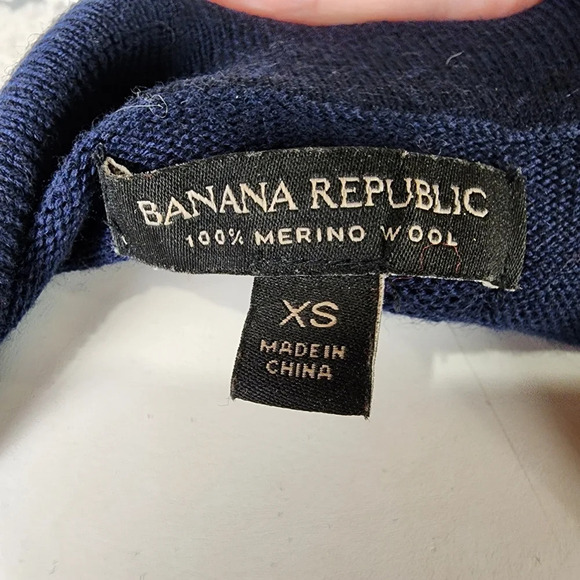 BANANA REPUBLIC
100% MERINO WOOL
XS
MADE IN
CHINA